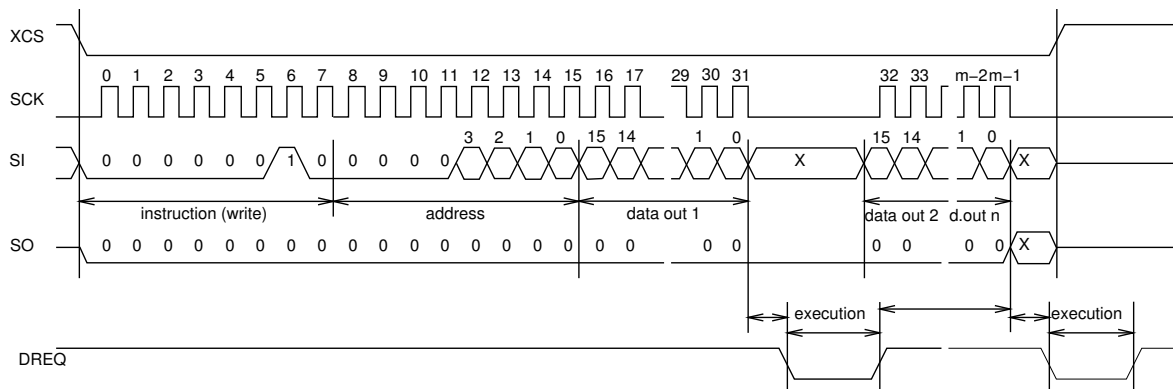 XCS
0 1 2 3 4 5 6 7 8 9 10 11 12 13 14 15 16 17 29 30 31 32 33 m-2 m-1
SCK
3 2 1 0 15 14 1 0 15 14 1 0
SI 0 0 0 0 0 0 1 0 0 0 0 0 X X
instruction (write) address data out 1 data out 2 d.out n
SO 0 0 0 0 0 0 0 0 0 0 0 0 0 0 0 0 0 0 0 0 0 0 0 0 X
execution execution
DREQ